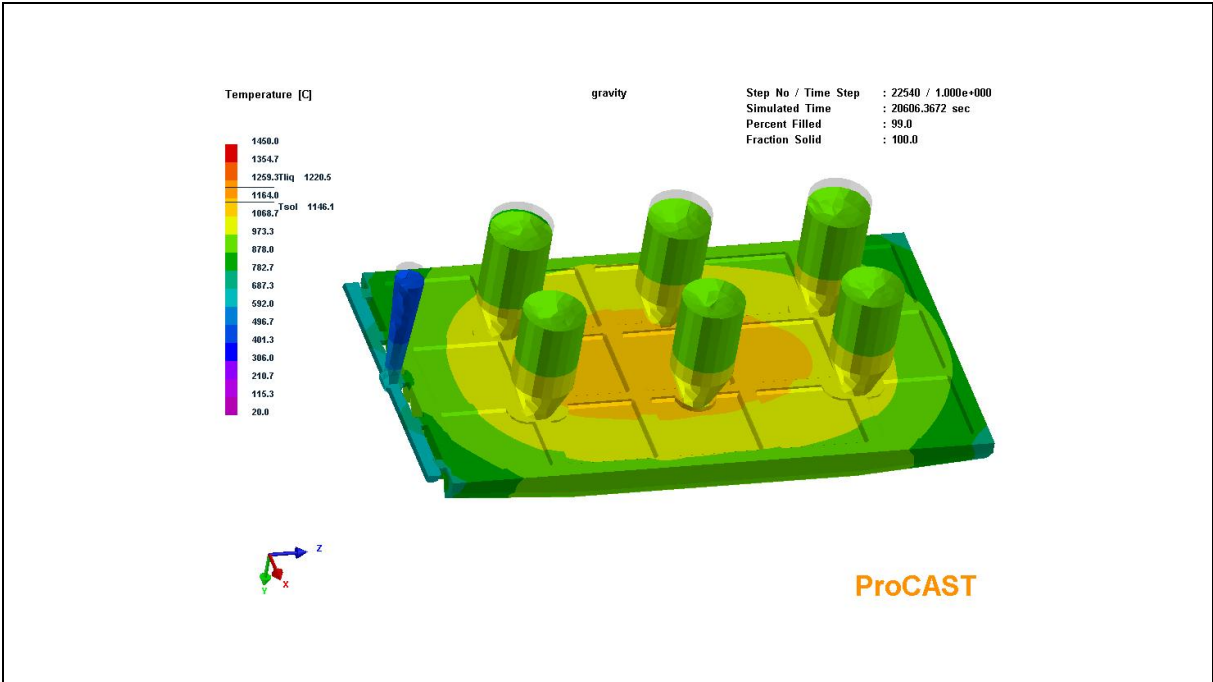 Temperature [C]
gravity
Step No / Time Step : 22540 / 1.000e+000
Simulated Time : 20606.3672 sec
Percent Filled : 99.0
Fraction Solid : 100.0
1450.0
1354.7
1259.3 Tliq 1220.5
1164.0
Tsol 1146.1
1068.7
973.3
878.0
782.7
687.3
592.0
496.7
401.3
306.0
210.7
115.3
20.0
Z
X
Y
ProCAST